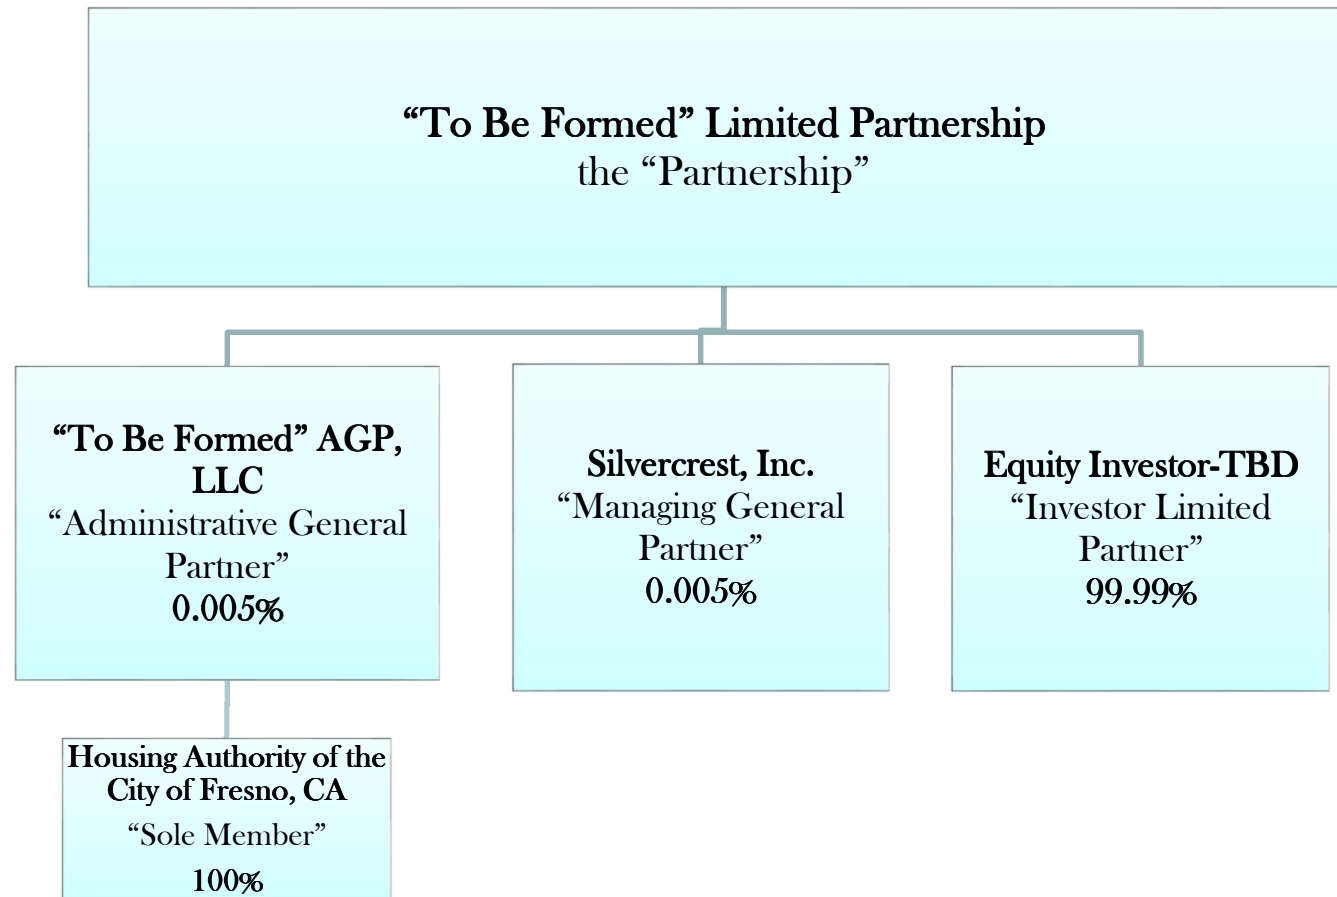 “To Be Formed” Limited Partnership
the “Partnership”
“To Be Formed” AGP,
LLC
“Administrative General
Partner”
0.005%
Silvercrest, Inc.
“Managing General
Partner”
0.005%
Equity Investor-TBD
“Investor Limited
Partner”
99.99%
Housing Authority of the
City of Fresno, CA
“Sole Member”
100%